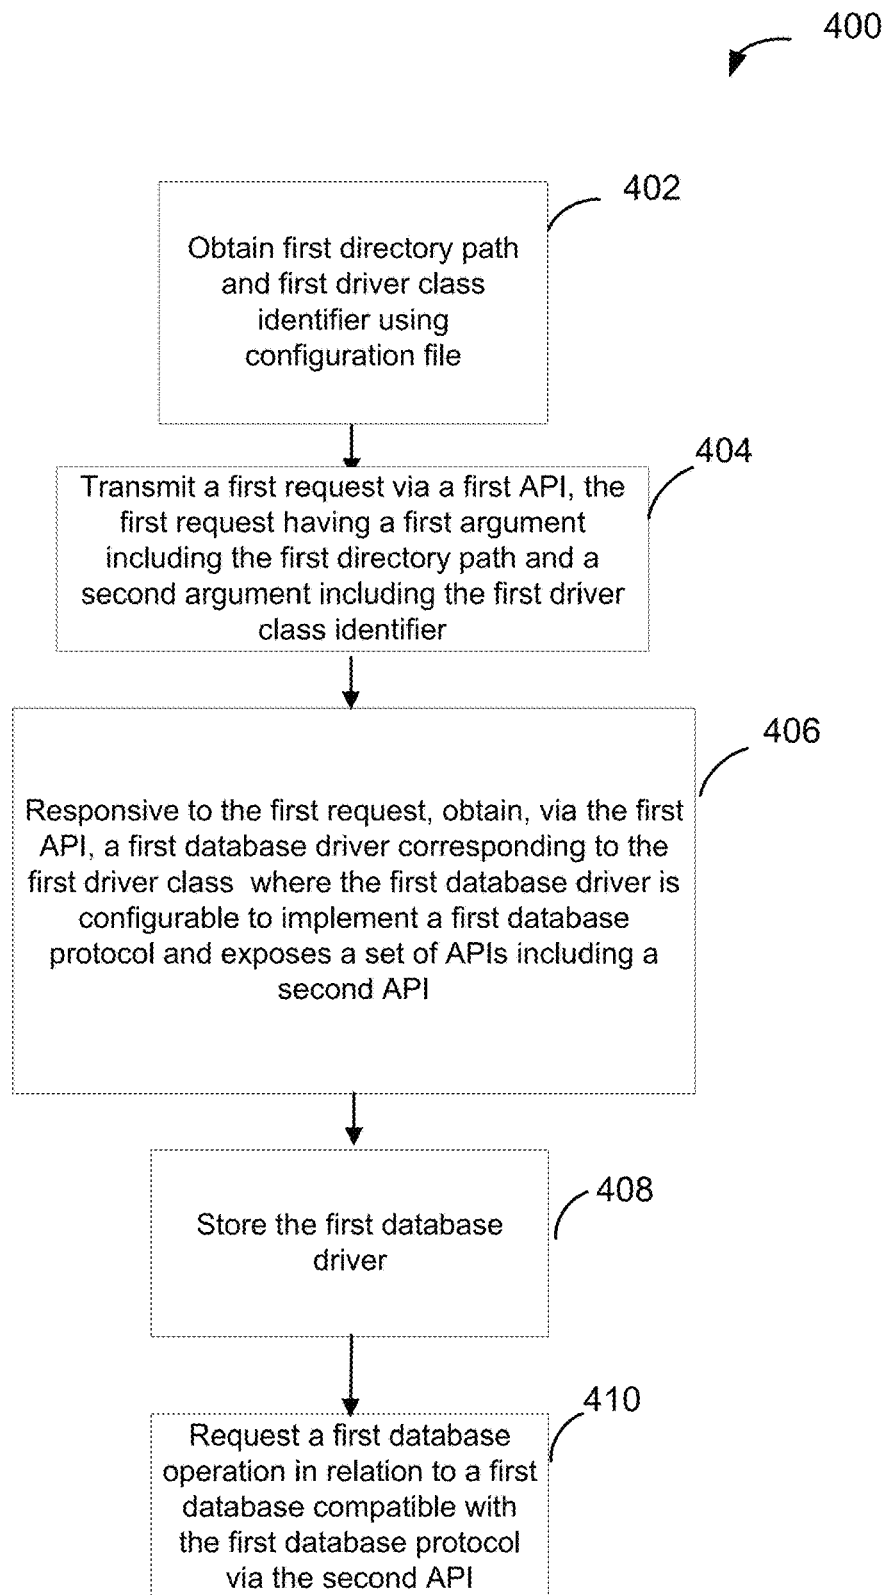 400
402
Obtain first directory path
and first driver class
identifier using
configuration file
404
Transmit a first request via a first API, the
first request having a first argument
including the first directory path and a
second argument including the first driver
class identifier
406
Responsive to the first request, obtain, via the first
API, a first database driver corresponding to the
first driver class where the first database driver is
configurable to implement a first database
protocol and exposes a set of APIs including a
second API
408
Store the first database
driver
410
Request a first database
operation in relation to a first
database compatible with
the first database protocol
via the second API